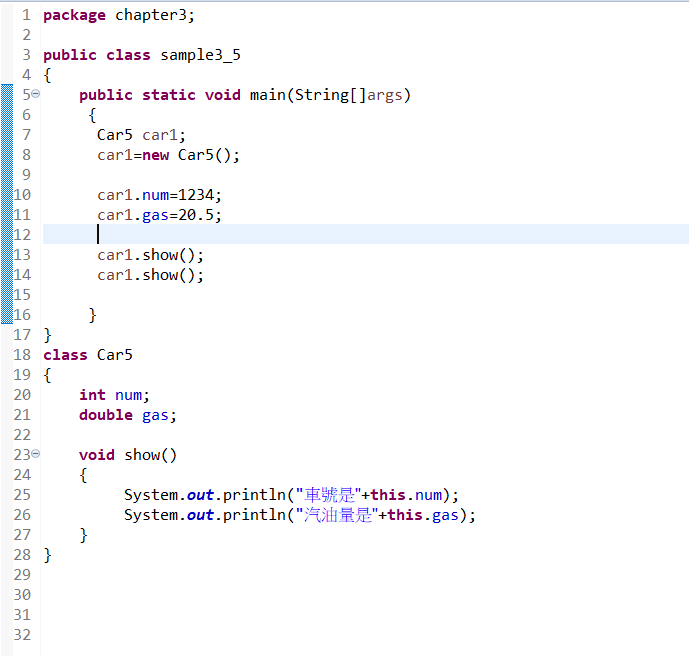 1 package chapter3;
2
3 public class sample3_5
4 {
5 public static void main(String[]args)
6 {
7 Car5 car1;
8 car1=new Car5();
9
10 car1.num=1234;
11 car1.gas=20.5;
12
13 car1.show();
14 car1.show();
15
16 }
17 }
18 class Car5
19 {
20 int num;
21 double gas;
22
23 void show()
24 {
25 System.out.println("車號是"+this.num);
26 System.out.println("汽油量是"+this.gas);
27 }
28 }
29
30
31
32